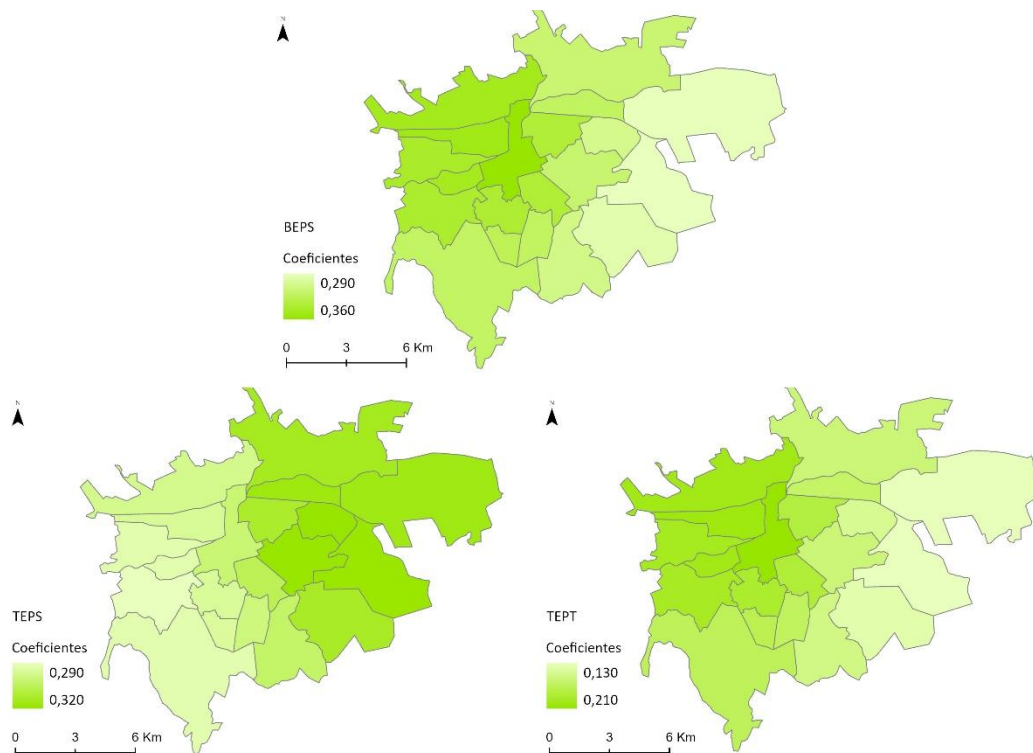 N
BEPS
Coeficientes
0,290
0,360
0 3 6 Km
N
TEPS
Coeficientes
0,290
0,320
0 3 6 Km
N
TEPT
Coeficientes
0,130
0,210
0 3 6 Km